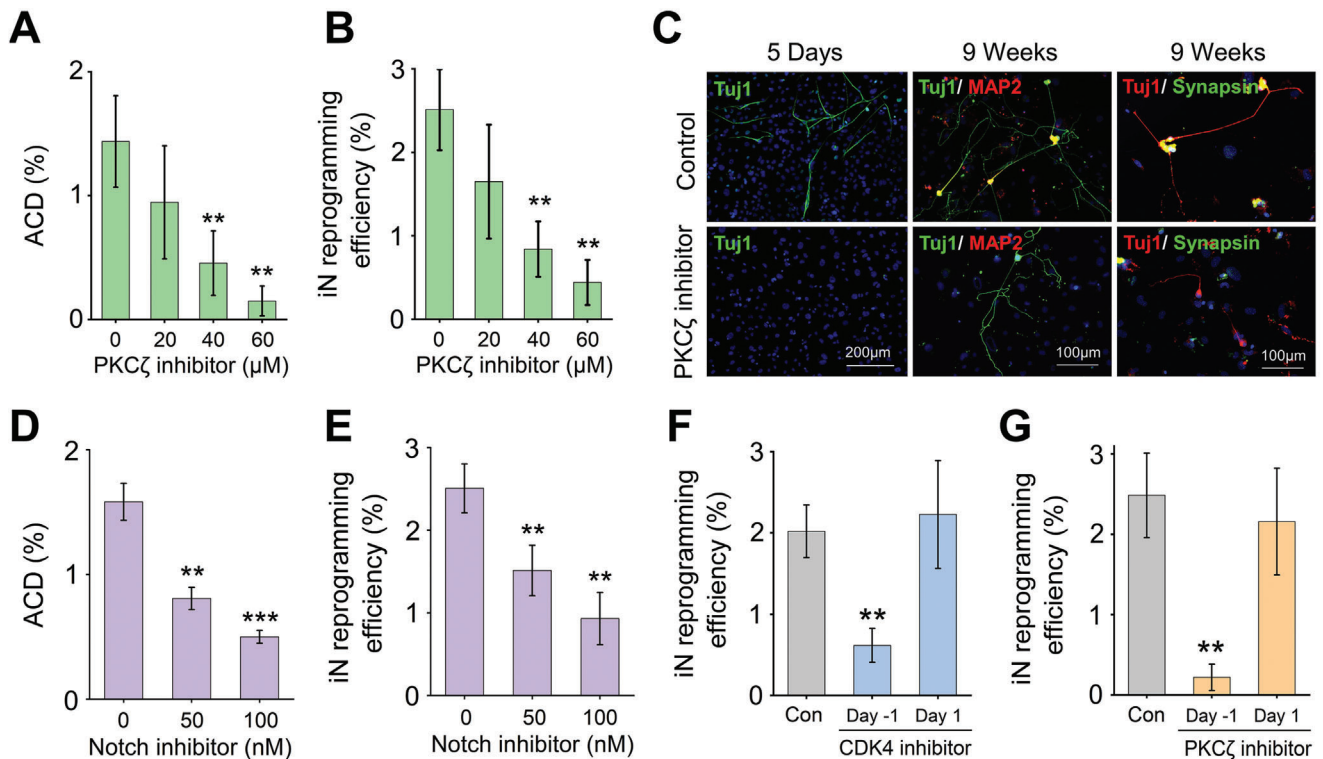 A
ACD (%)
2
1
0
0 20 40 60
** **
PKCζ inhibitor (µM)
B
iN reprogramming
efficiency (%)
3
2
1
0
0 20 40 60
** **
PKCζ inhibitor (µM)
C
5 Days 9 Weeks 9 Weeks
Control
Tuj1 Tuj1/ MAP2 Tuj1/ Synapsin
PKCζ inhibitor
Tuj1 Tuj1/ MAP2 Tuj1/ Synapsin
200µm 100µm 100µm
D
ACD (%)
2
1
0
0 50 100
** ***
Notch inhibitor (nM)
E
iN reprogramming
efficiency (%)
3
2
1
0
0 50 100
** **
Notch inhibitor (nM)
F
iN reprogramming
efficiency (%)
3
2
1
0
**
Con Day -1 Day 1
CDK4 inhibitor
G
iN reprogramming
efficiency (%)
3
2
1
0
**
Con Day -1 Day 1
PKCζ inhibitor